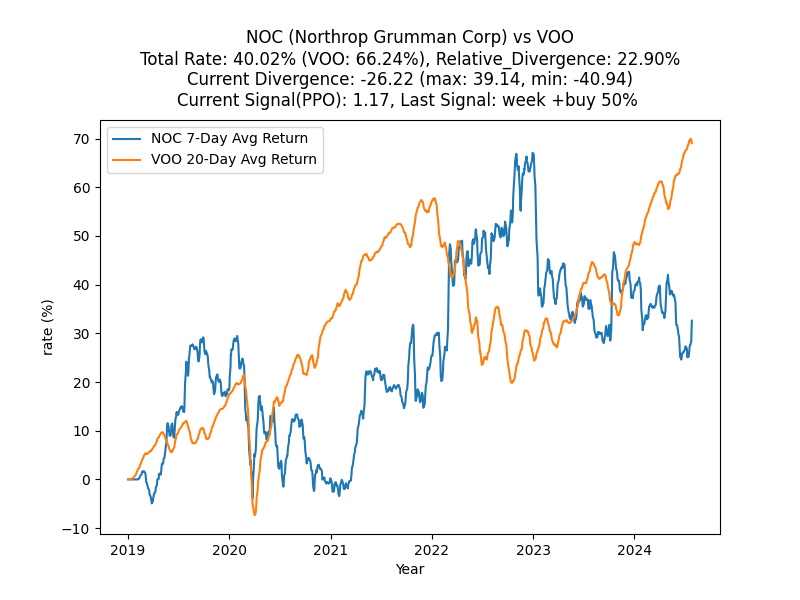 NOC (Northrop Grumman Corp) vs VOO
Total Rate: 40.02% (VOO: 66.24%), Relative_Divergence: 22.90%
Current Divergence: -26.22 (max: 39.14, min: -40.94)
Current Signal(PPO): 1.17, Last Signal: week +buy 50%
NOC 7-Day Avg Return
VOO 20-Day Avg Return
rate (%)
70
60
50
40
30
20
10
0
−10
2019
2020
2021
2022
2023
2024
Year